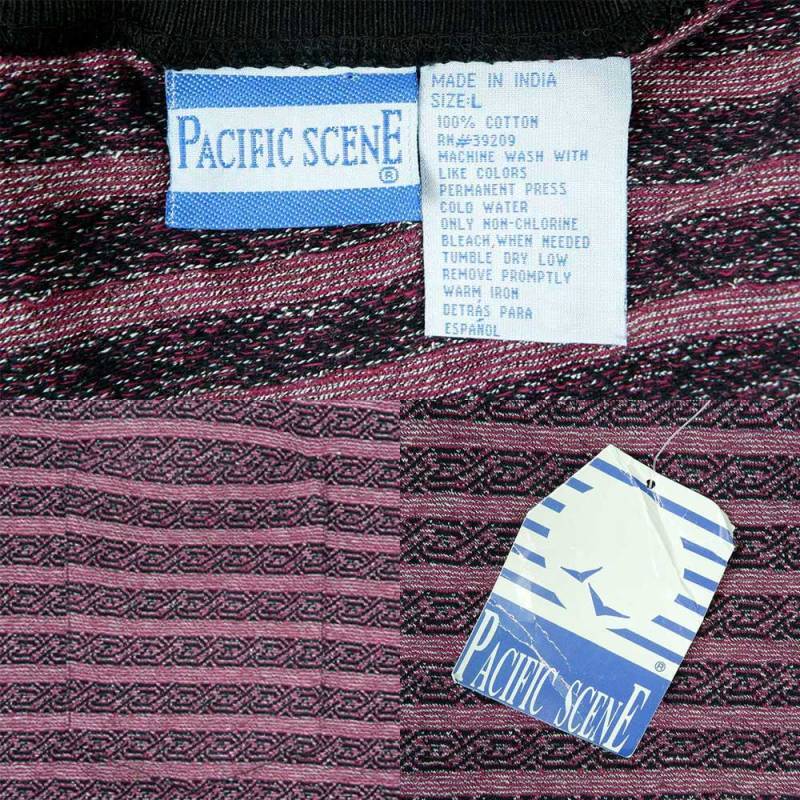 PACIFIC SCENE
®
MADE IN INDIA
SIZE:L
100% COTTON
RN#39209
MACHINE WASH WITH
LIKE COLORS
PERMANENT PRESS
COLD WATER
ONLY NON-CHLORINE
BLEACH,WHEN NEEDED
TUMBLE DRY LOW
REMOVE PROMPTLY
WARM IRON
DETRÁS PARA
ESPAÑOL
PACIFIC SCENE
®